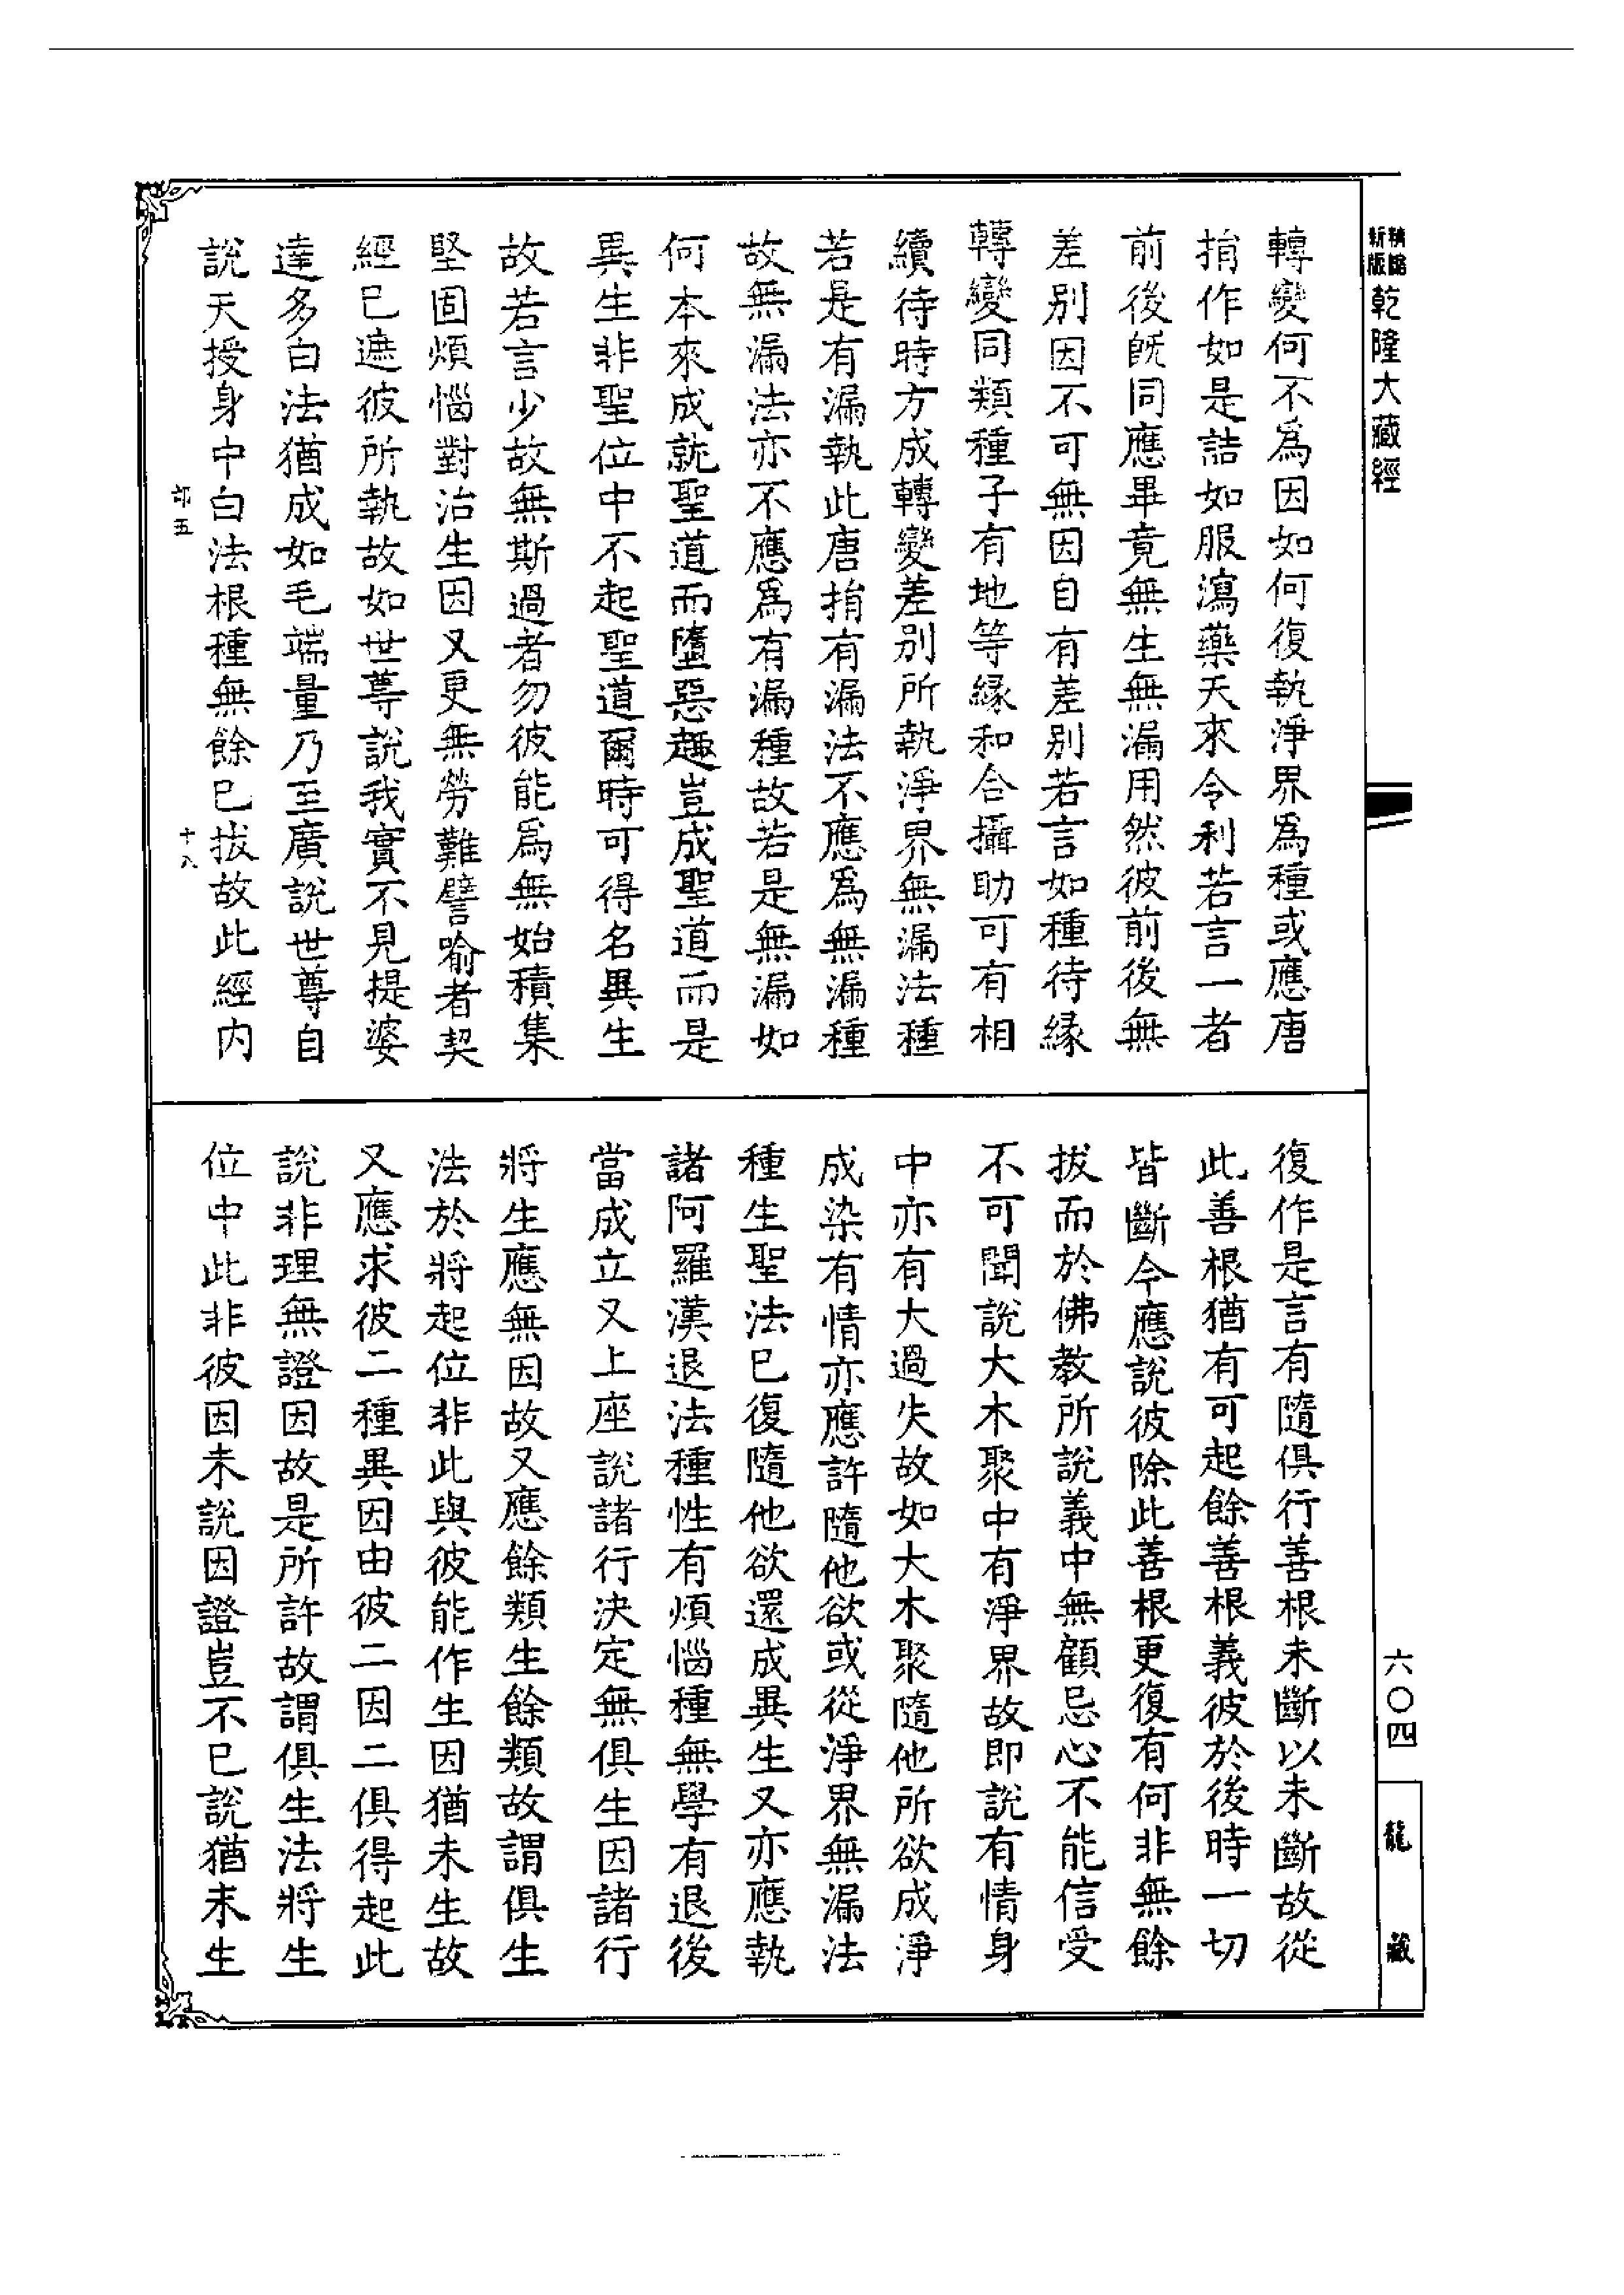 新版
精縮
乾隆大藏經
轉變何不爲因如何復執淨界爲種或應唐
捐作如是詰如服瀉藥天來令利若言一者
前後旣同應畢竟無生無漏用然彼前後無
差別因不可無因自有差別若言如種待緣
轉變同類種子有地等緣和合攝助可有相
續待時方成轉變差別所執淨界無漏法種
若是有漏執此唐捐有漏法不應爲無漏種
故無漏法亦不應爲有漏種故若是無漏如
何本來成就聖道而墮惡趣豈成聖道而是
異生非聖位中不起聖道爾時可得名異生
故若言少故無斯過者勿彼能爲無始積集
堅固煩惱對治生因又更無勞難譬喻者契
經已遮彼所執故如世尊說我實不見提婆
達多白法猶成如毛端量乃至廣說世尊自
說天授身中白法根種無餘已拔故此經內
十八
復作是言有隨俱行善根未斷以未斷故從
此善根猶有可起餘善根義彼於後時一切
皆斷今應說彼除此善根更復有何非無餘
拔而於佛教所說義中無顧忌心不能信受
不可聞說大木聚中有淨界故即說有情身
中亦有大過失故如大木聚隨他所欲成淨
成染有情亦應許隨他欲或從淨界無漏法
種生聖法已復隨他欲還成異生又亦應執
諸阿羅漢退法種性有煩惱種無學有退後
當成立又上座說諸行決定無俱生因諸行
將生應無因故又應餘類生餘類故謂俱生
法於將起位非此與彼能作生因猶未生故
又應求彼二種異因由彼二因二俱得起此
說非理無證因故是所許故謂俱生法將生
位中此非彼因未說因證豈不已說猶未生
六〇四
龍藏